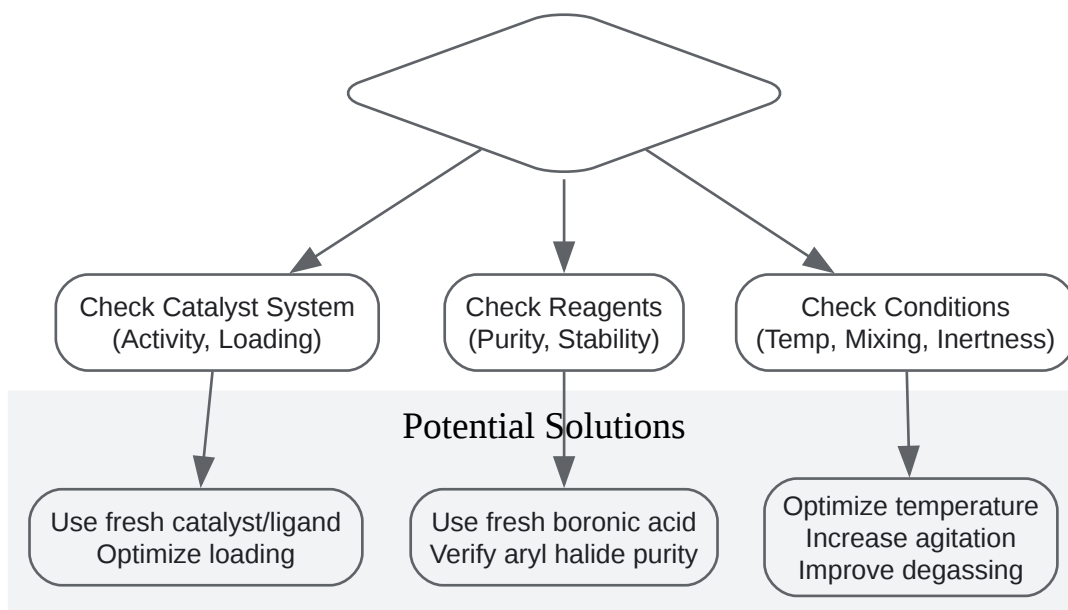 Check Catalyst System
(Activity, Loading)
Check Reagents
(Purity, Stability)
Check Conditions
(Temp, Mixing, Inertness)
Potential Solutions
Use fresh catalyst/ligand
Optimize loading
Use fresh boronic acid
Verify aryl halide purity
Optimize temperature
Increase agitation
Improve degassing